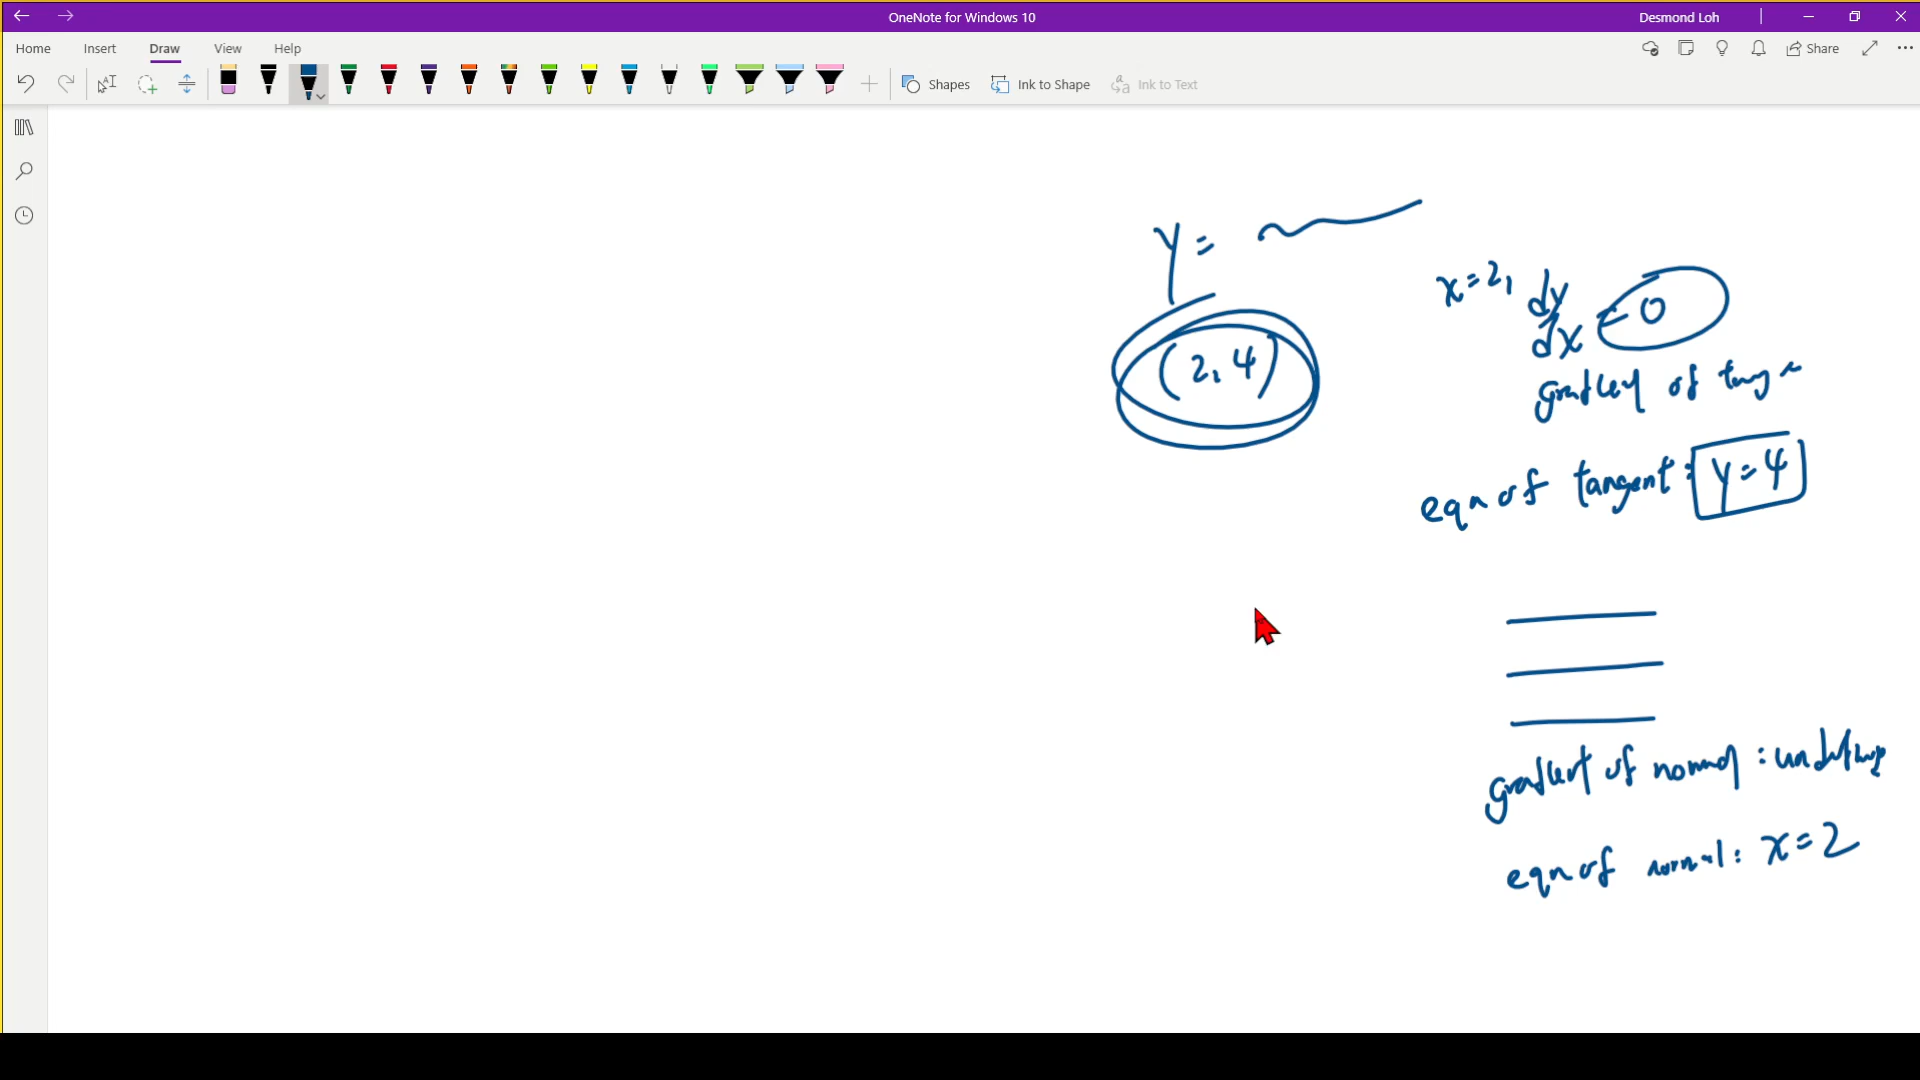 OneNote for Windows 10
Desmond Loh
Home Insert Draw View Help
Share
Shapes Ink to Shape Ink to Text
y =
(2, 4)
x=2, dy
dx = 0
gradient of tang
eqn of tangent: y=4
gradient of normal : undefined
eqn of normal: x=2